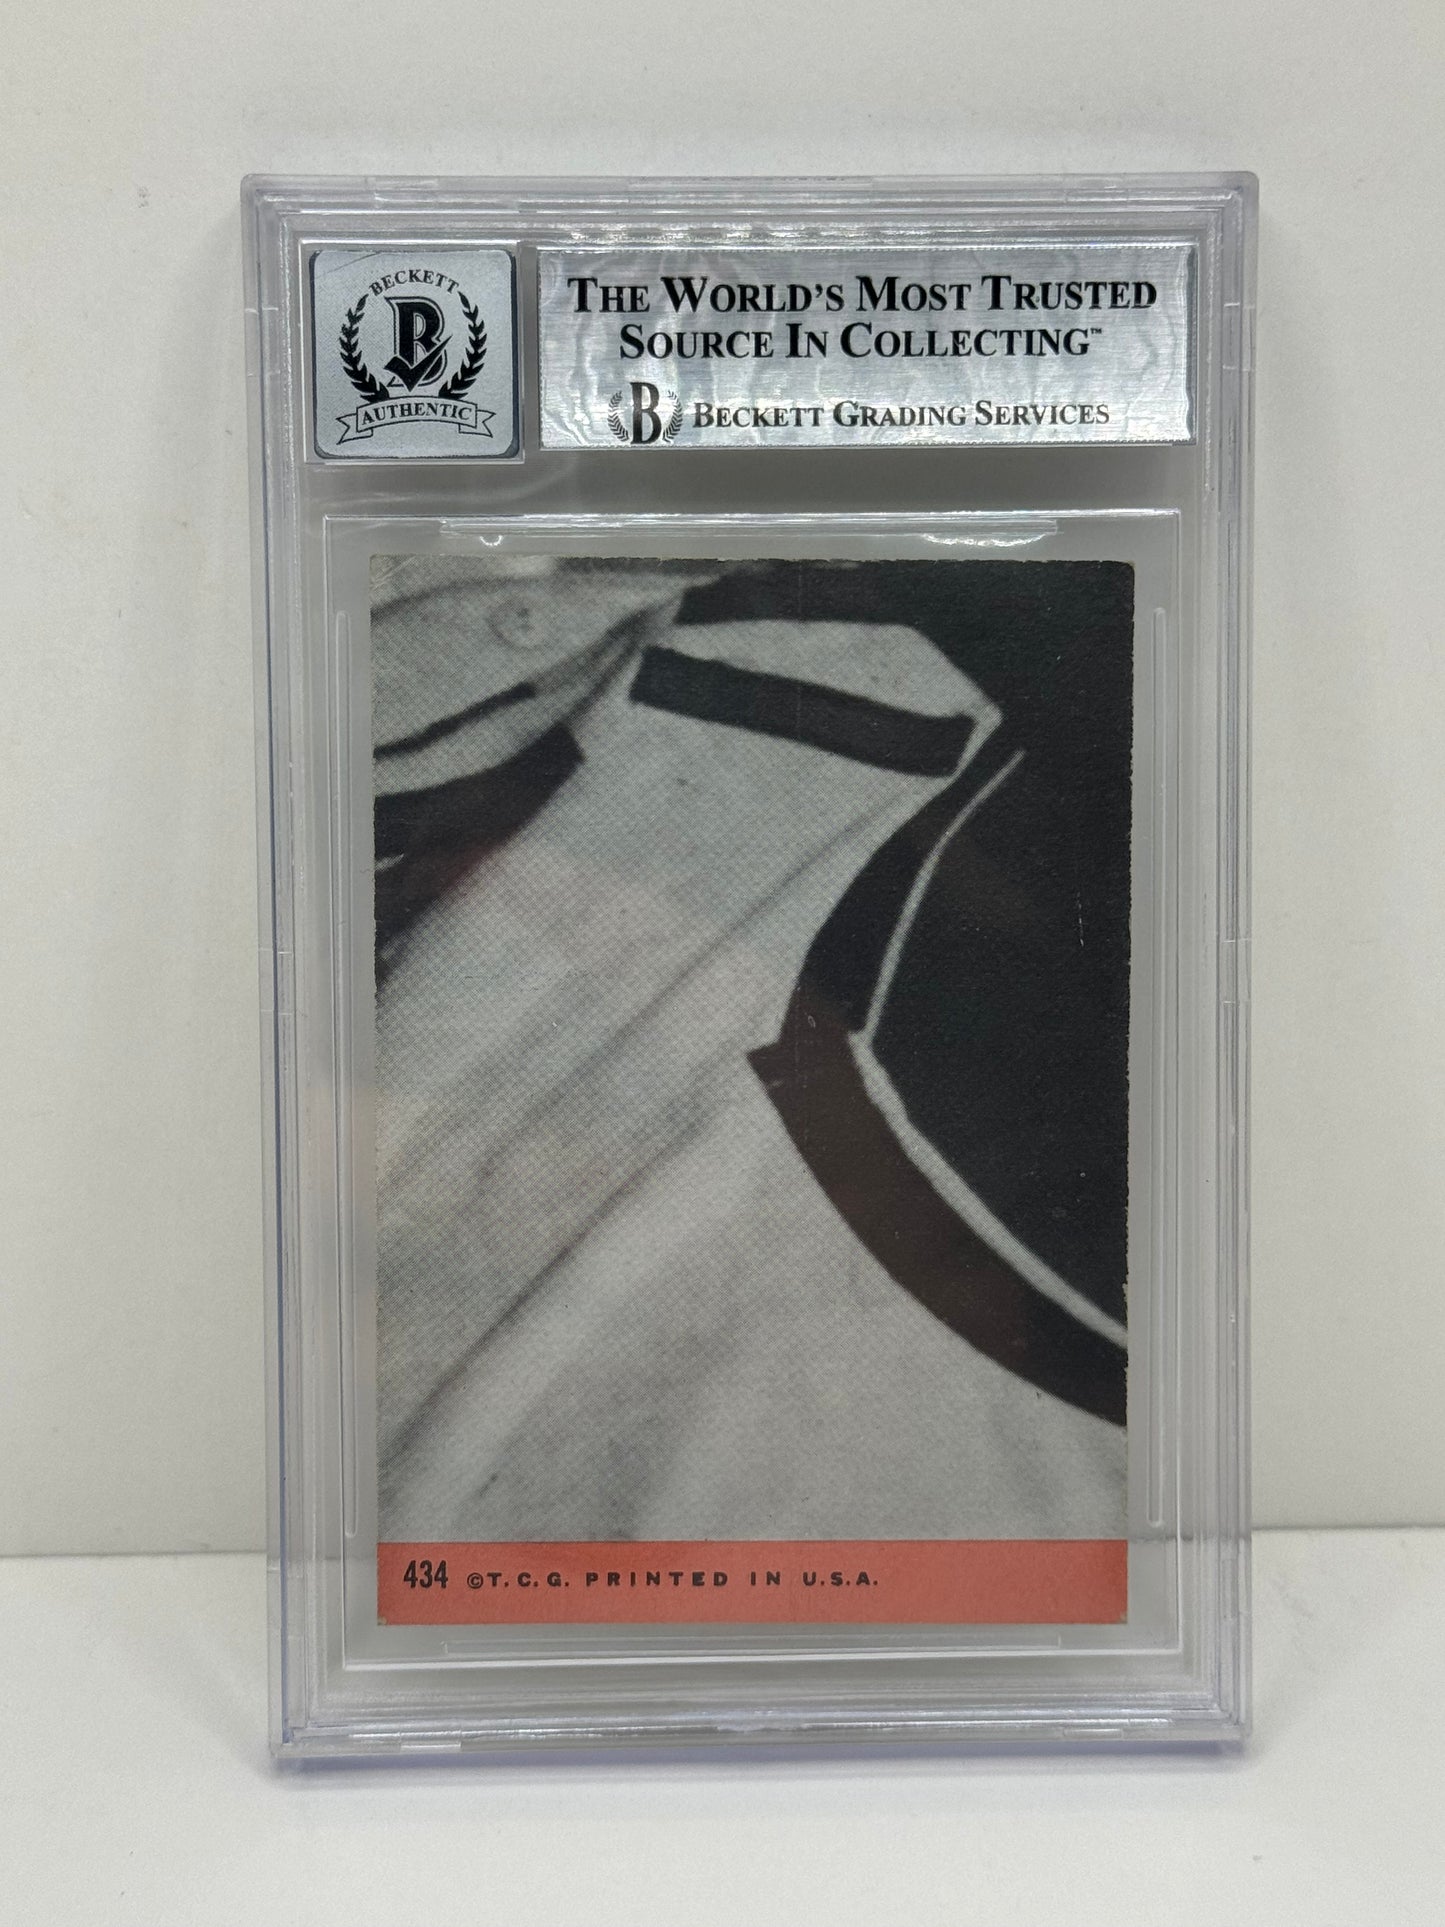 BECKETT
AUTHENTIC
THE WORLD'S MOST TRUSTED
SOURCE IN COLLECTING™
B BECKETT GRADING SERVICES
434 ©T. C. G. PRINTED IN U.S.A.